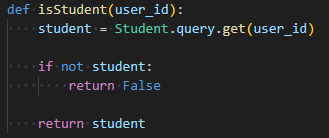 def isStudent(user_id):
    student = Student.query.get(user_id)
    if not student:
        return False
    return student